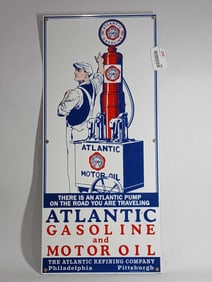 ATLANTIC
MOTOR OIL
THERE IS AN ATLANTIC PUMP
ON THE ROAD YOU ARE TRAVELING
ATLANTIC
GASOLINE
and
MOTOR OIL
THE ATLANTIC REFINING COMPANY
Philadelphia Pittsburgh